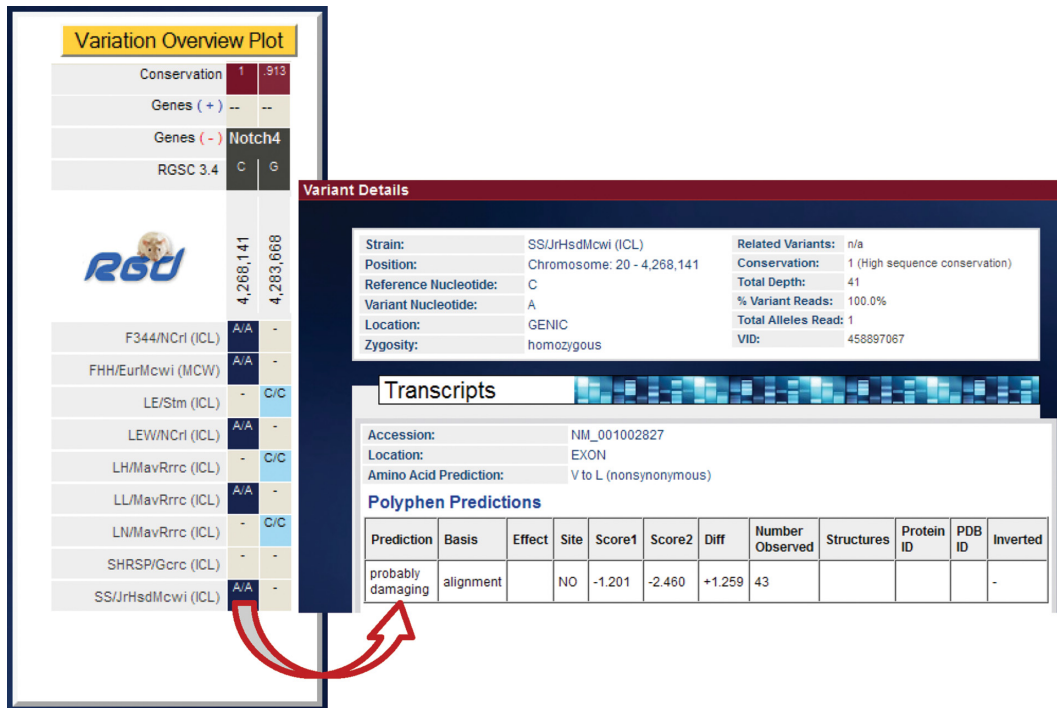 Variation Overview Plot
Conservation 1 .913
Genes ( + ) -- --
Genes ( - ) Notch4
RGSC 3.4 C G
RGD
4,268,141 4,283,668
F344/NCrl (ICL) A/A -
FHH/EurMcwi (MCW) A/A -
LE/Stm (ICL) - C/C
LEW/NCrl (ICL) A/A -
LH/MavRrrc (ICL) - C/C
LL/MavRrrc (ICL) A/A -
LN/MavRrrc (ICL) - C/C
SHRSP/Gcrc (ICL) - -
SS/JrHsdMcwi (ICL) A/A -
Variant Details
Strain: SS/JrHsdMcwi (ICL) Related Variants: n/a
Position: Chromosome: 20 - 4,268,141 Conservation: 1 (High sequence conservation)
Reference Nucleotide: C Total Depth: 41
Variant Nucleotide: A % Variant Reads: 100.0%
Location: GENIC Total Alleles Read: 1
Zygosity: homozygous VID: 458897067
Transcripts
Accession: NM_001002827
Location: EXON
Amino Acid Prediction: V to L (nonsynonymous)
Polyphen Predictions
Prediction Basis Effect Site Score1 Score2 Diff Number Observed Structures Protein ID PDB ID Inverted
probably damaging alignment NO -1.201 -2.460 +1.259 43 -